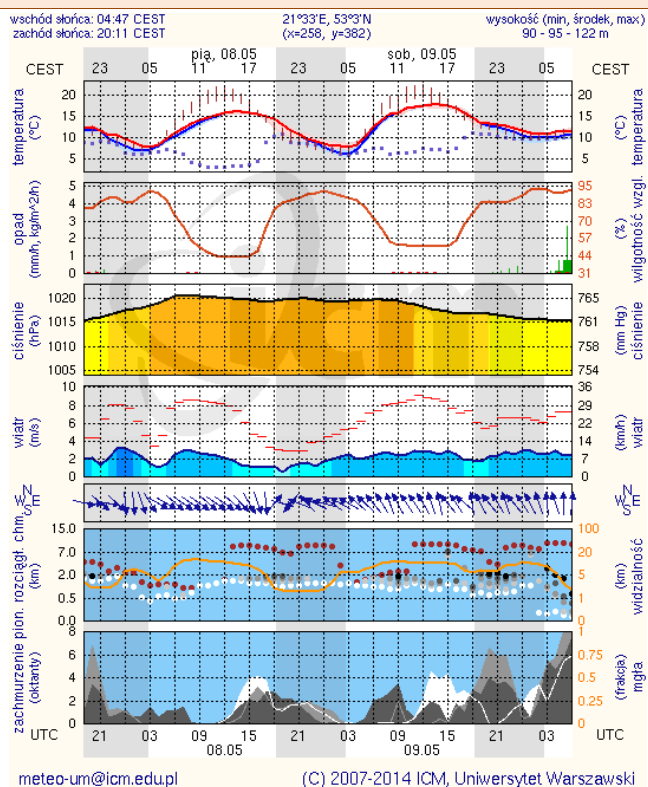 wschód słońca: 04:47 CEST 21°33'E, 53°3'N wysokość (min, środek, max)
zachód słońca: 20:11 CEST (x=258, y=382) 90 - 95 - 122 m
pią, 08.05 sob, 09.05
CEST 23 05 11 17 23 05 11 17 23 05 CEST
temperatura (°C) 20 15 10 5 20 15 10 5 (°C) temperatura
opad (mm/h, kg/m^2/h) 5 4 3 2 1 0 95 83 70 57 44 31 (%) wilgotność wzgl.
ciśnienie (hPa) 1020 1015 1010 1005 765 761 758 754 (mm Hg) ciśnienie
icm
wiatr (m/s) 10 8 6 4 2 0 36 29 22 14 7 0 (km/h) wiatr
N W E S N W E S
pion. rozciągł. chm. (km) 15.0 7.0 2.0 0.5 0.0 100 20 5 1 0 (km) widzialność
zachmurzenie (oktanty) 8 6 4 2 0 1 0.75 0.5 0.25 0 (frakcja) mgła
UTC 21 03 09 15 21 03 09 15 21 03 UTC
08.05 09.05
meteo-um@icm.edu.pl (C) 2007-2014 ICM, Uniwersytet Warszawski